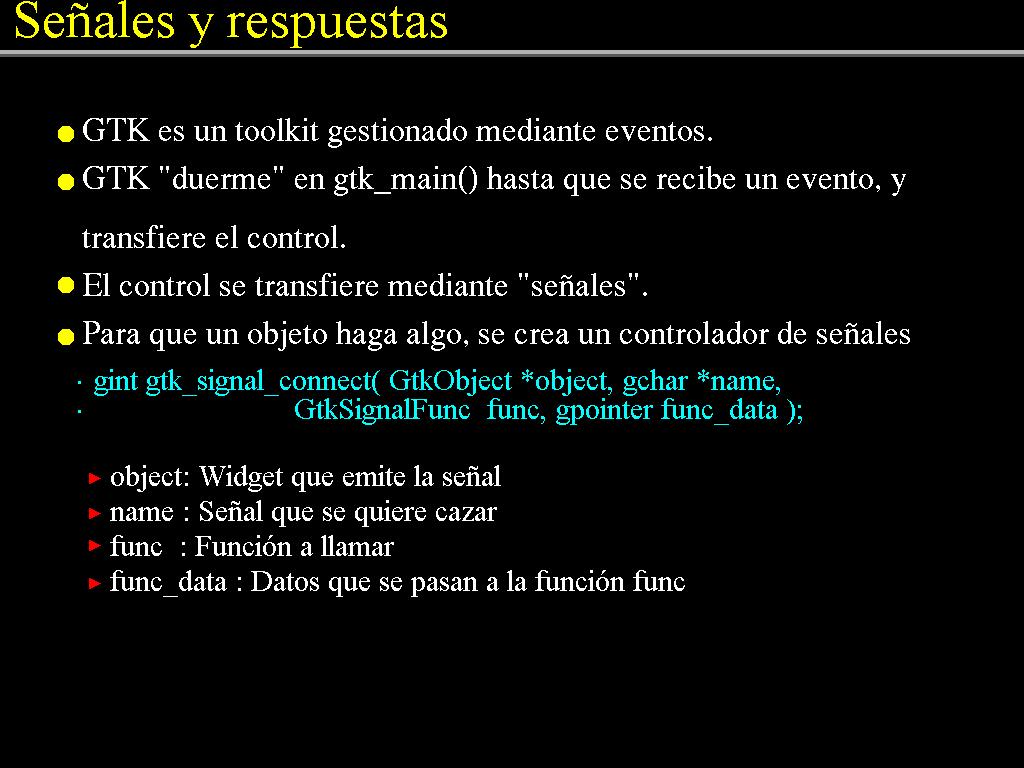 Señales y respuestas
GTK es un toolkit gestionado mediante eventos.
GTK "duerme" en gtk_main() hasta que se recibe un evento, y
transfiere el control.
El control se transfiere mediante "señales".
Para que un objeto haga algo, se crea un controlador de señales
· gint gtk_signal_connect( GtkObject *object, gchar *name,
· GtkSignalFunc  func, gpointer func_data );
object: Widget que emite la señal
name : Señal que se quiere cazar
func  : Función a llamar
func_data : Datos que se pasan a la función func